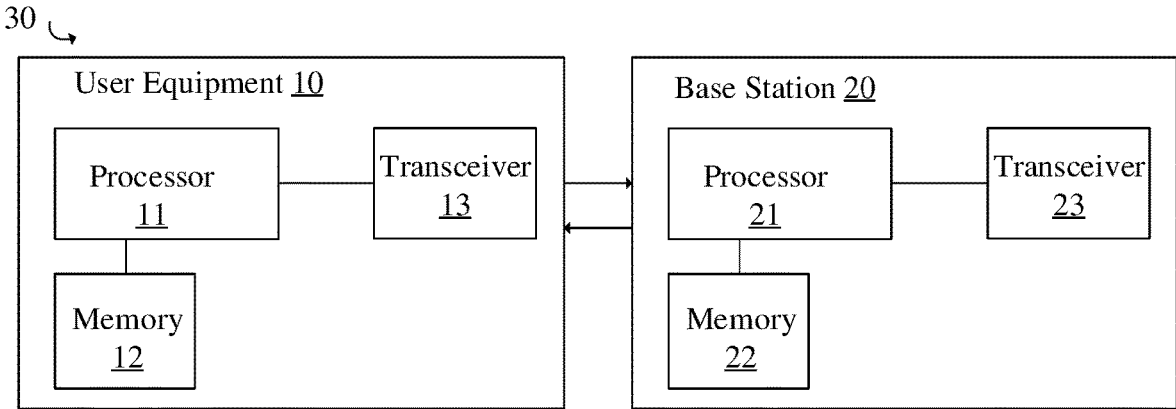 30
User Equipment 10
Processor
11
Transceiver
13
Memory
12
Base Station 20
Processor
21
Transceiver
23
Memory
22